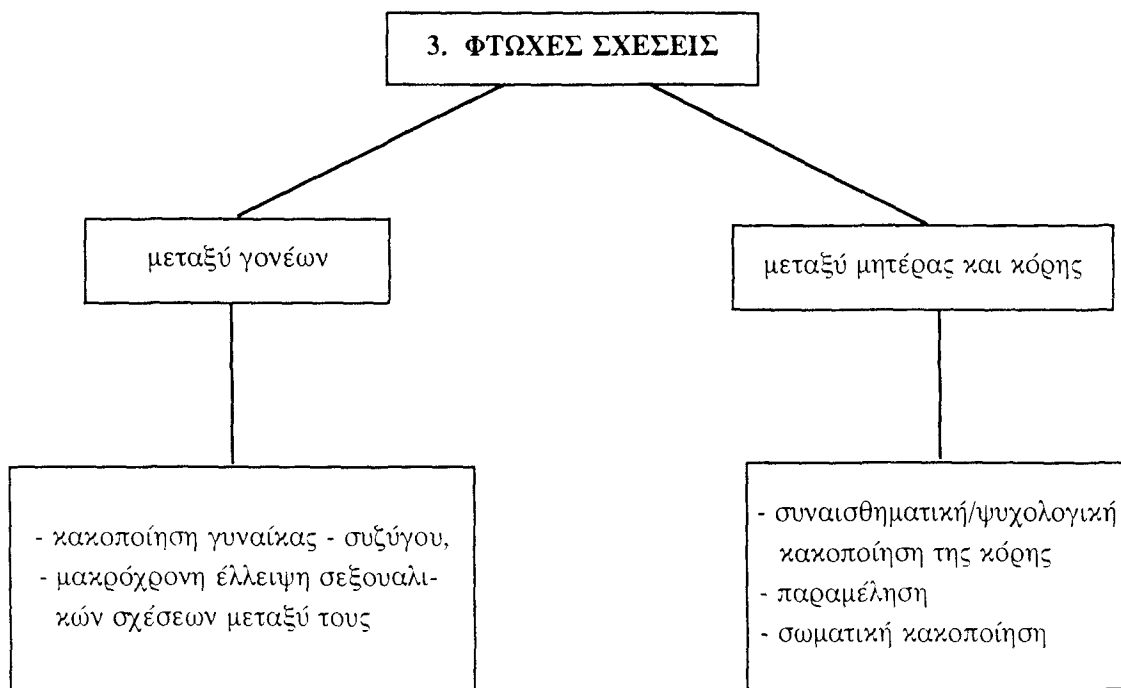 3. ΦΤΩΧΕΣ ΣΧΕΣΕΙΣ
μεταξύ γονέων
μεταξύ μητέρας και κόρης
- κακοποίηση γυναίκας - συζύγου,
- μακρόχρονη έλλειψη σεξουαλι-
κών σχέσεων μεταξύ τους
- συναισθηματική/ψυχολογική
κακοποίηση της κόρης
- παραμέληση
- σωματική κακοποίηση